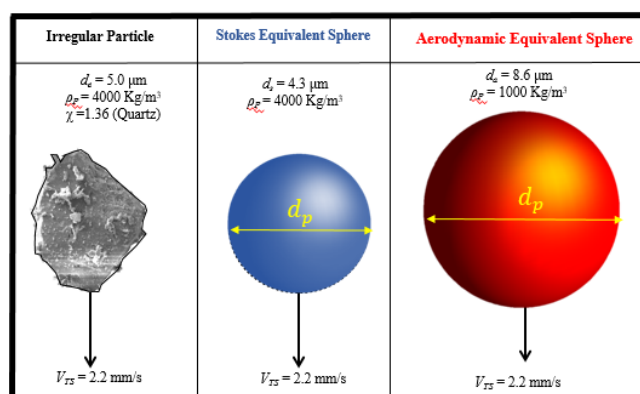 Irregular Particle
dₑ = 5.0 μm
ρₚ = 4000 Kg/m³
χ =1.36 (Quartz)
V_TS = 2.2 mm/s
Stokes Equivalent Sphere
dₛ = 4.3 μm
ρₚ = 4000 Kg/m³
dₚ
V_TS = 2.2 mm/s
Aerodynamic Equivalent Sphere
dₐ = 8.6 μm
ρₚ = 1000 Kg/m³
dₚ
V_TS = 2.2 mm/s